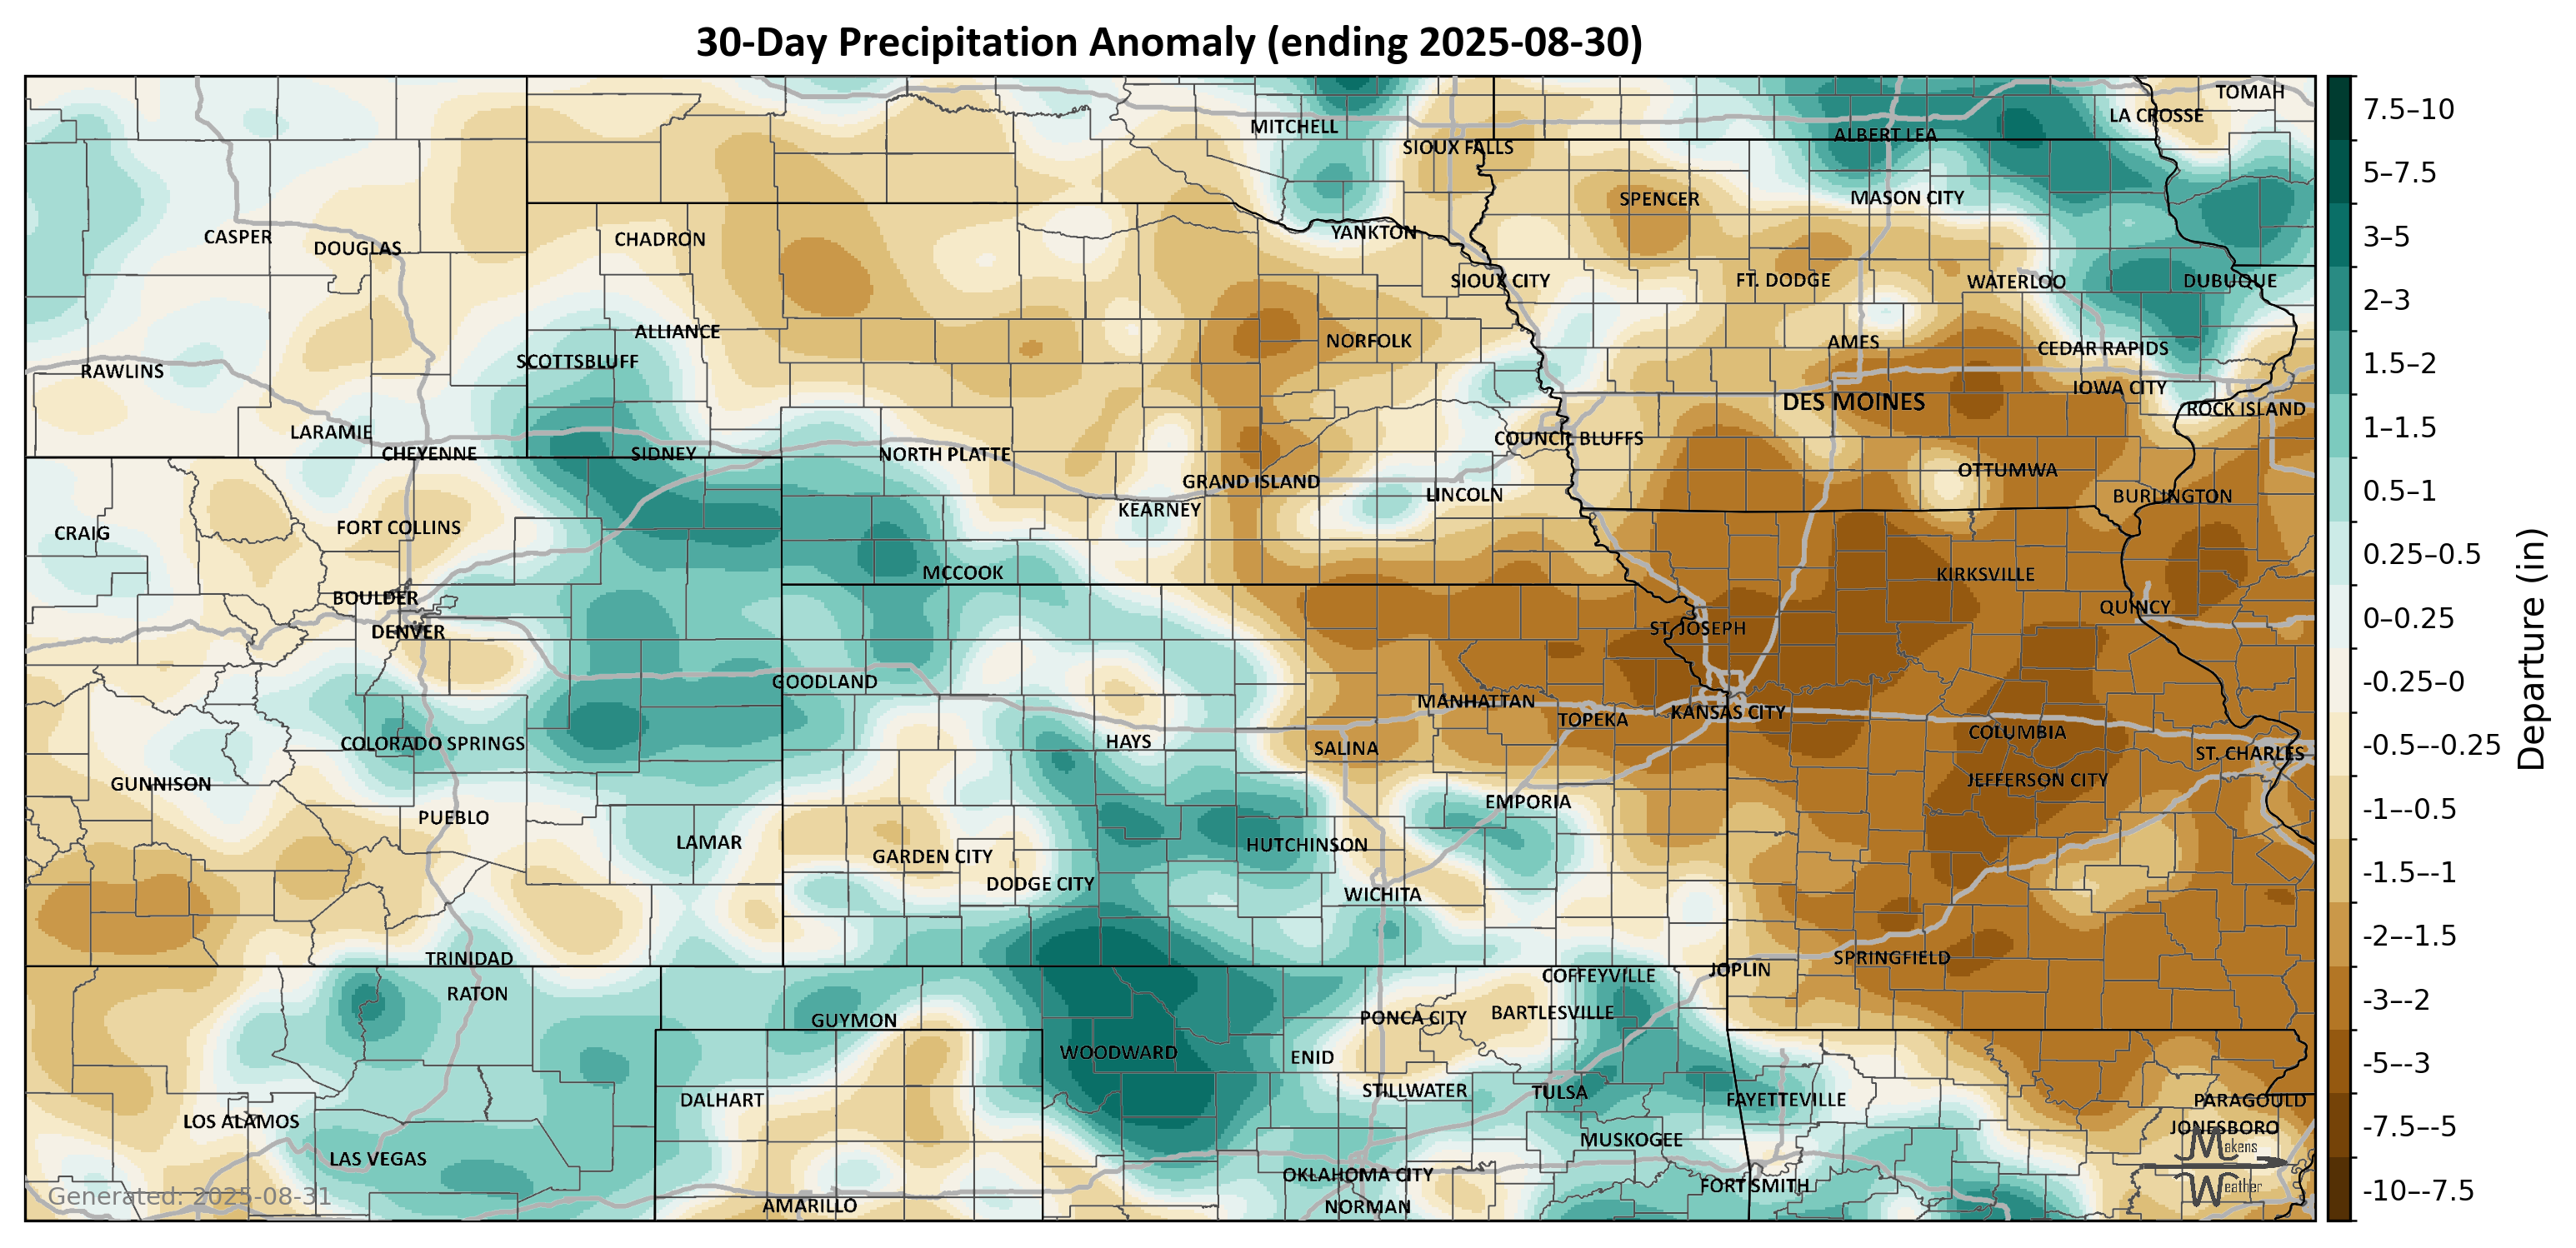 30-Day Precipitation Anomaly (ending 2025-08-30)
TOMAH
LA CROSSE
MITCHELL
ALBERT LEA
SIOUX FALLS
SPENCER
MASON CITY
CASPER
DOUGLAS
CHADRON
YANKTON
SIOUX CITY
FT. DODGE
WATERLOO
DUBUQUE
ALLIANCE
NORFOLK
AMES
CEDAR RAPIDS
SCOTTSBLUFF
RAWLINS
IOWA CITY
DES MOINES
ROCK ISLAND
LARAMIE
COUNCIL BLUFFS
CHEYENNE
SIDNEY
NORTH PLATTE
OTTUMWA
GRAND ISLAND
LINCOLN
BURLINGTON
KEARNEY
CRAIG
FORT COLLINS
MCCOOK
KIRKSVILLE
BOULDER
QUINCY
DENVER
ST. JOSEPH
GOODLAND
MANHATTAN
TOPEKA
KANSAS CITY
COLUMBIA
COLORADO SPRINGS
HAYS
SALINA
ST. CHARLES
GUNNISON
JEFFERSON CITY
EMPORIA
PUEBLO
LAMAR
HUTCHINSON
GARDEN CITY
DODGE CITY
WICHITA
TRINIDAD
SPRINGFIELD
JOPLIN
COFFEYVILLE
RATON
BARTLESVILLE
GUYMON
PONCA CITY
WOODWARD
ENID
STILLWATER
TULSA
DALHART
FAYETTEVILLE
PARAGOULD
LOS ALAMOS
JONESBORO
MUSKOGEE
LAS VEGAS
OKLAHOMA CITY
FORT SMITH
AMARILLO
NORMAN
Generated: 2025-08-31
Makens
Weather
7.5–10
5–7.5
3–5
2–3
1.5–2
1–1.5
0.5–1
0.25–0.5
0–0.25
-0.25–0
-0.5–-0.25
-1–-0.5
-1.5–-1
-2–-1.5
-3–-2
-5–-3
-7.5–-5
-10–-7.5
Departure (in)